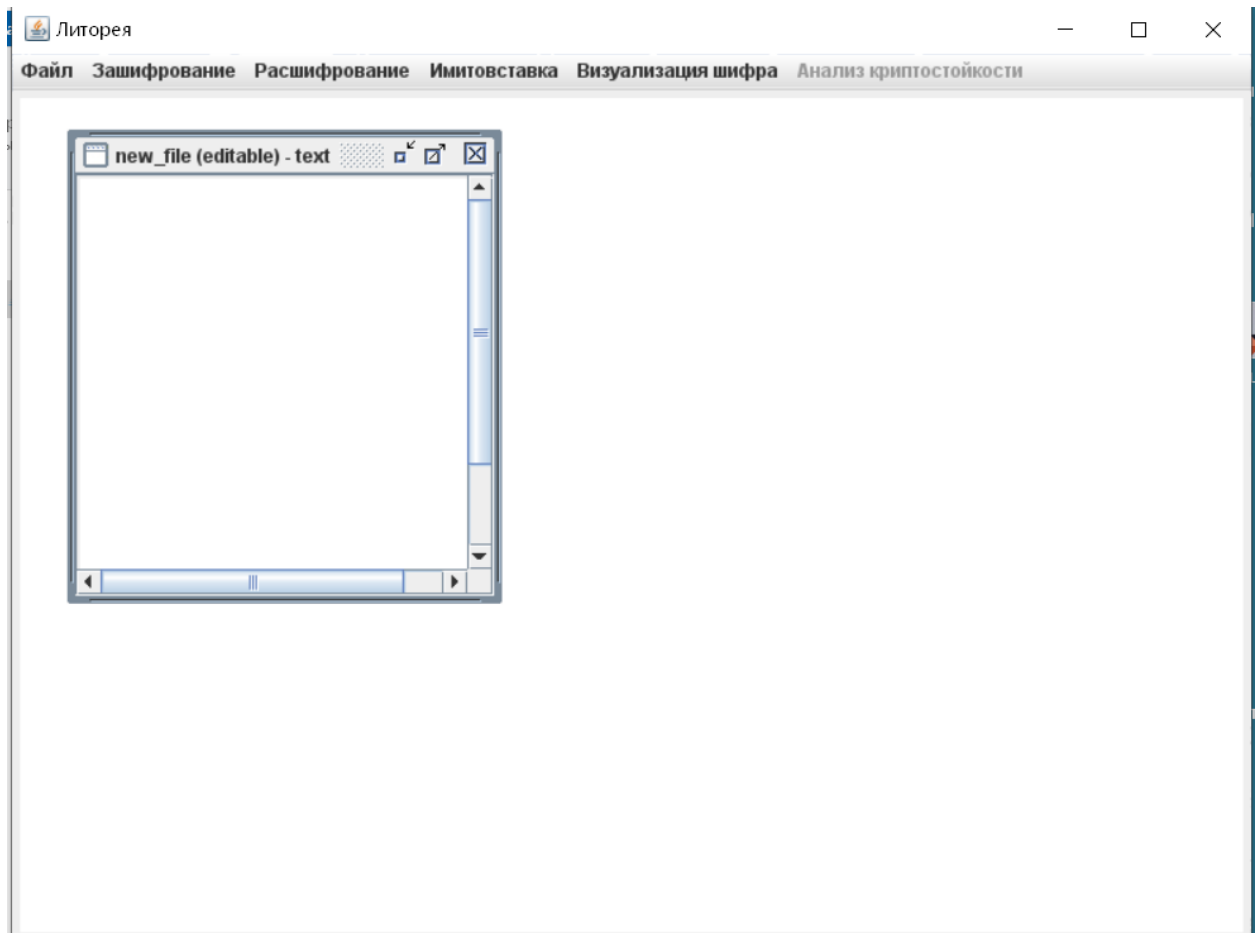 Литорея
Файл Зашифрование Расшифрование Имитовставка Визуализация шифра Анализ криптостойкости
new_file (editable) - text